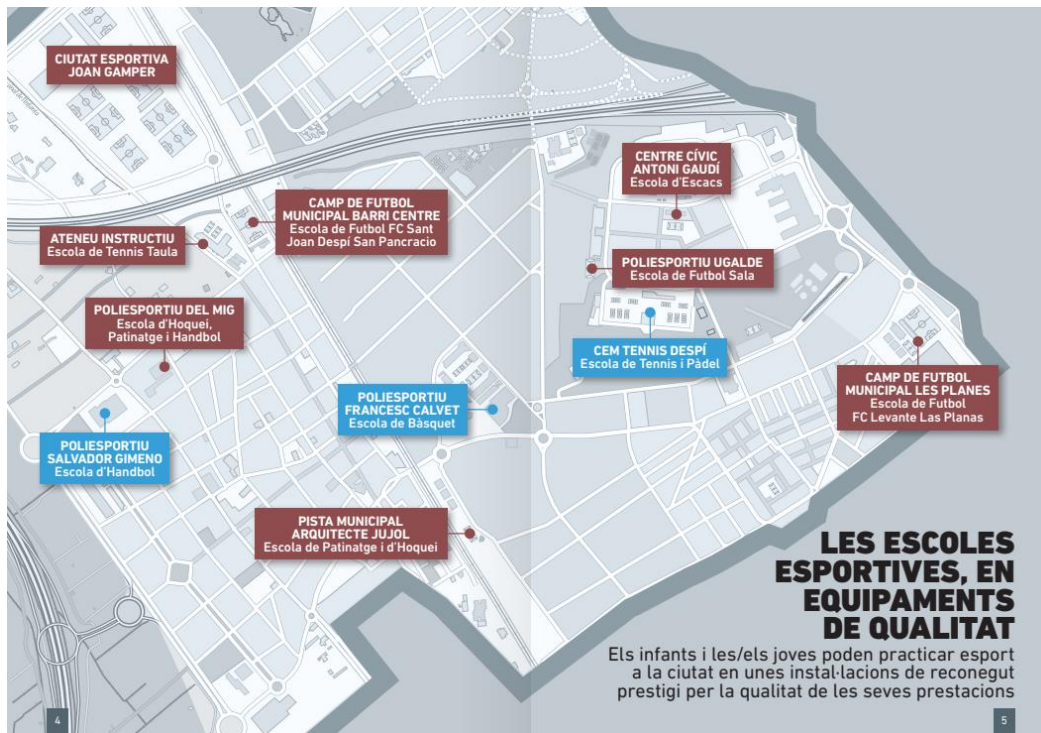 CIUTAT ESPORTIVA
JOAN GAMPER
CENTRE CÍVIC
ANTONI GAUDÍ
Escola d'Escacs
CAMP DE FUTBOL
MUNICIPAL BARRI CENTRE
Escola de Futbol FC Sant
Joan Despí San Pancracio
ATENEU INSTRUCTIU
Escola de Tennis Taula
POLIESPORTIU UGALDE
Escola de Futbol Sala
POLIESPORTIU DEL MIG
Escola d'Hoquei,
Patinatge i Handbol
CEM TENNIS DESPÍ
Escola de Tennis i Pàdel
CAMP DE FUTBOL
MUNICIPAL LES PLANES
Escola de Futbol
FC Levante Las Planas
POLIESPORTIU
FRANCESC CALVET
Escola de Bàsquet
POLIESPORTIU
SALVADOR GIMENO
Escola d'Handbol
PISTA MUNICIPAL
ARQUITECTE JUJOL
Escola de Patinatge i d'Hoquei
LES ESCOLES
ESPORTIVES, EN
EQUIPAMENTS
DE QUALITAT
Els infants i les/els joves poden practicar esport
a la ciutat en unes instal·lacions de reconegut
prestigi per la qualitat de les seves prestacions
4
5